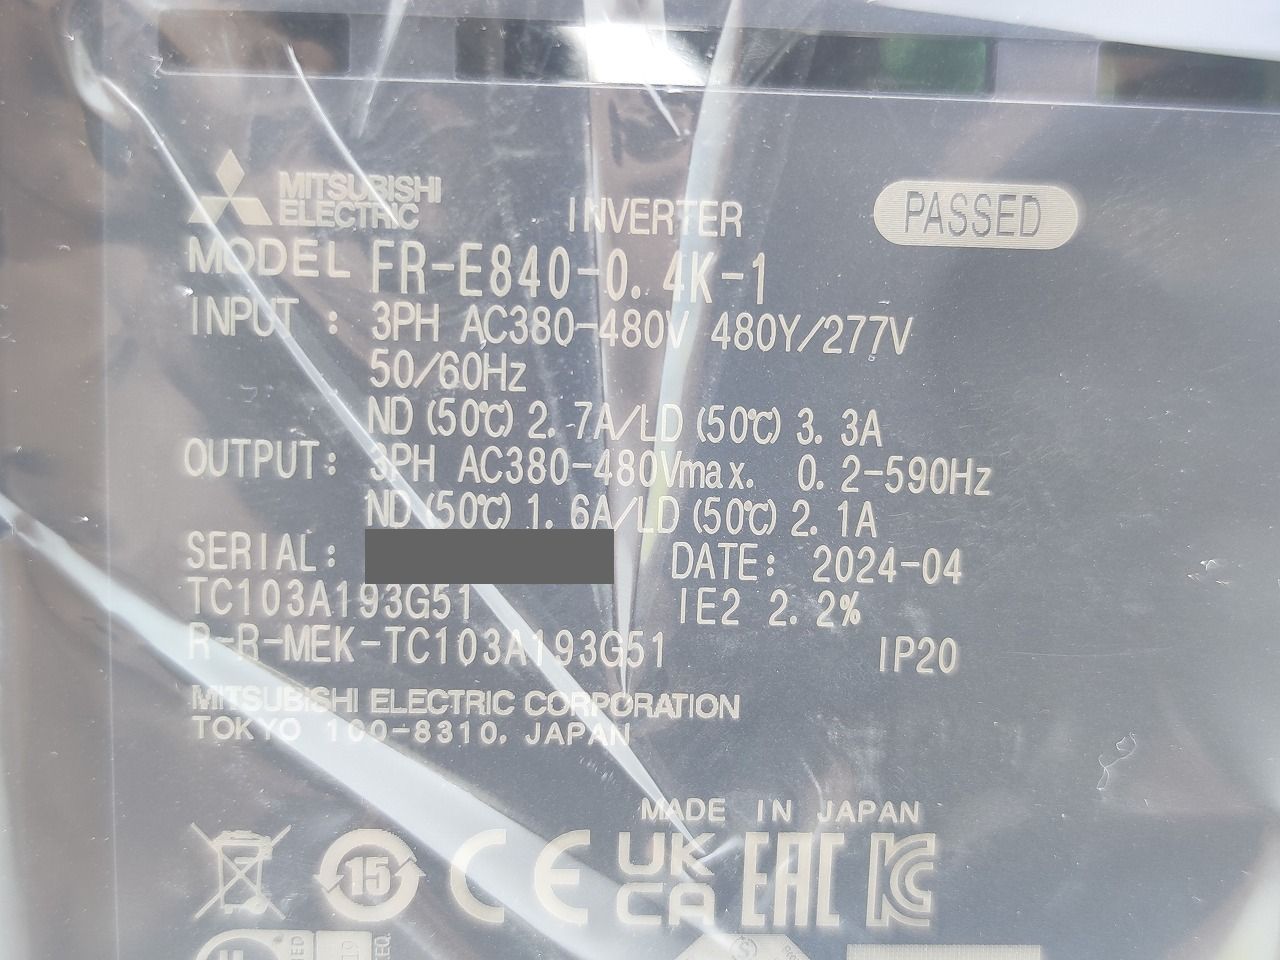 MITSUBISHI
ELECTRIC
INVERTER
PASSED
MODEL FR-E840-0.4K-1
INPUT : 3PH AC380-480V 480Y/277V
50/60Hz
ND (50℃) 2.7A/LD (50℃) 3.3A
OUTPUT: 3PH AC380-480Vmax. 0.2-590Hz
ND (50℃) 1.6A/LD (50℃) 2.1A
SERIAL: DATE: 2024-04
TC103A193G51 IE2 2.2%
R-R-MEK-TC103A193G51 IP20
MITSUBISHI ELECTRIC CORPORATION
TOKYO 100-8310, JAPAN
MADE IN JAPAN
15 CE UK CA EAC KC